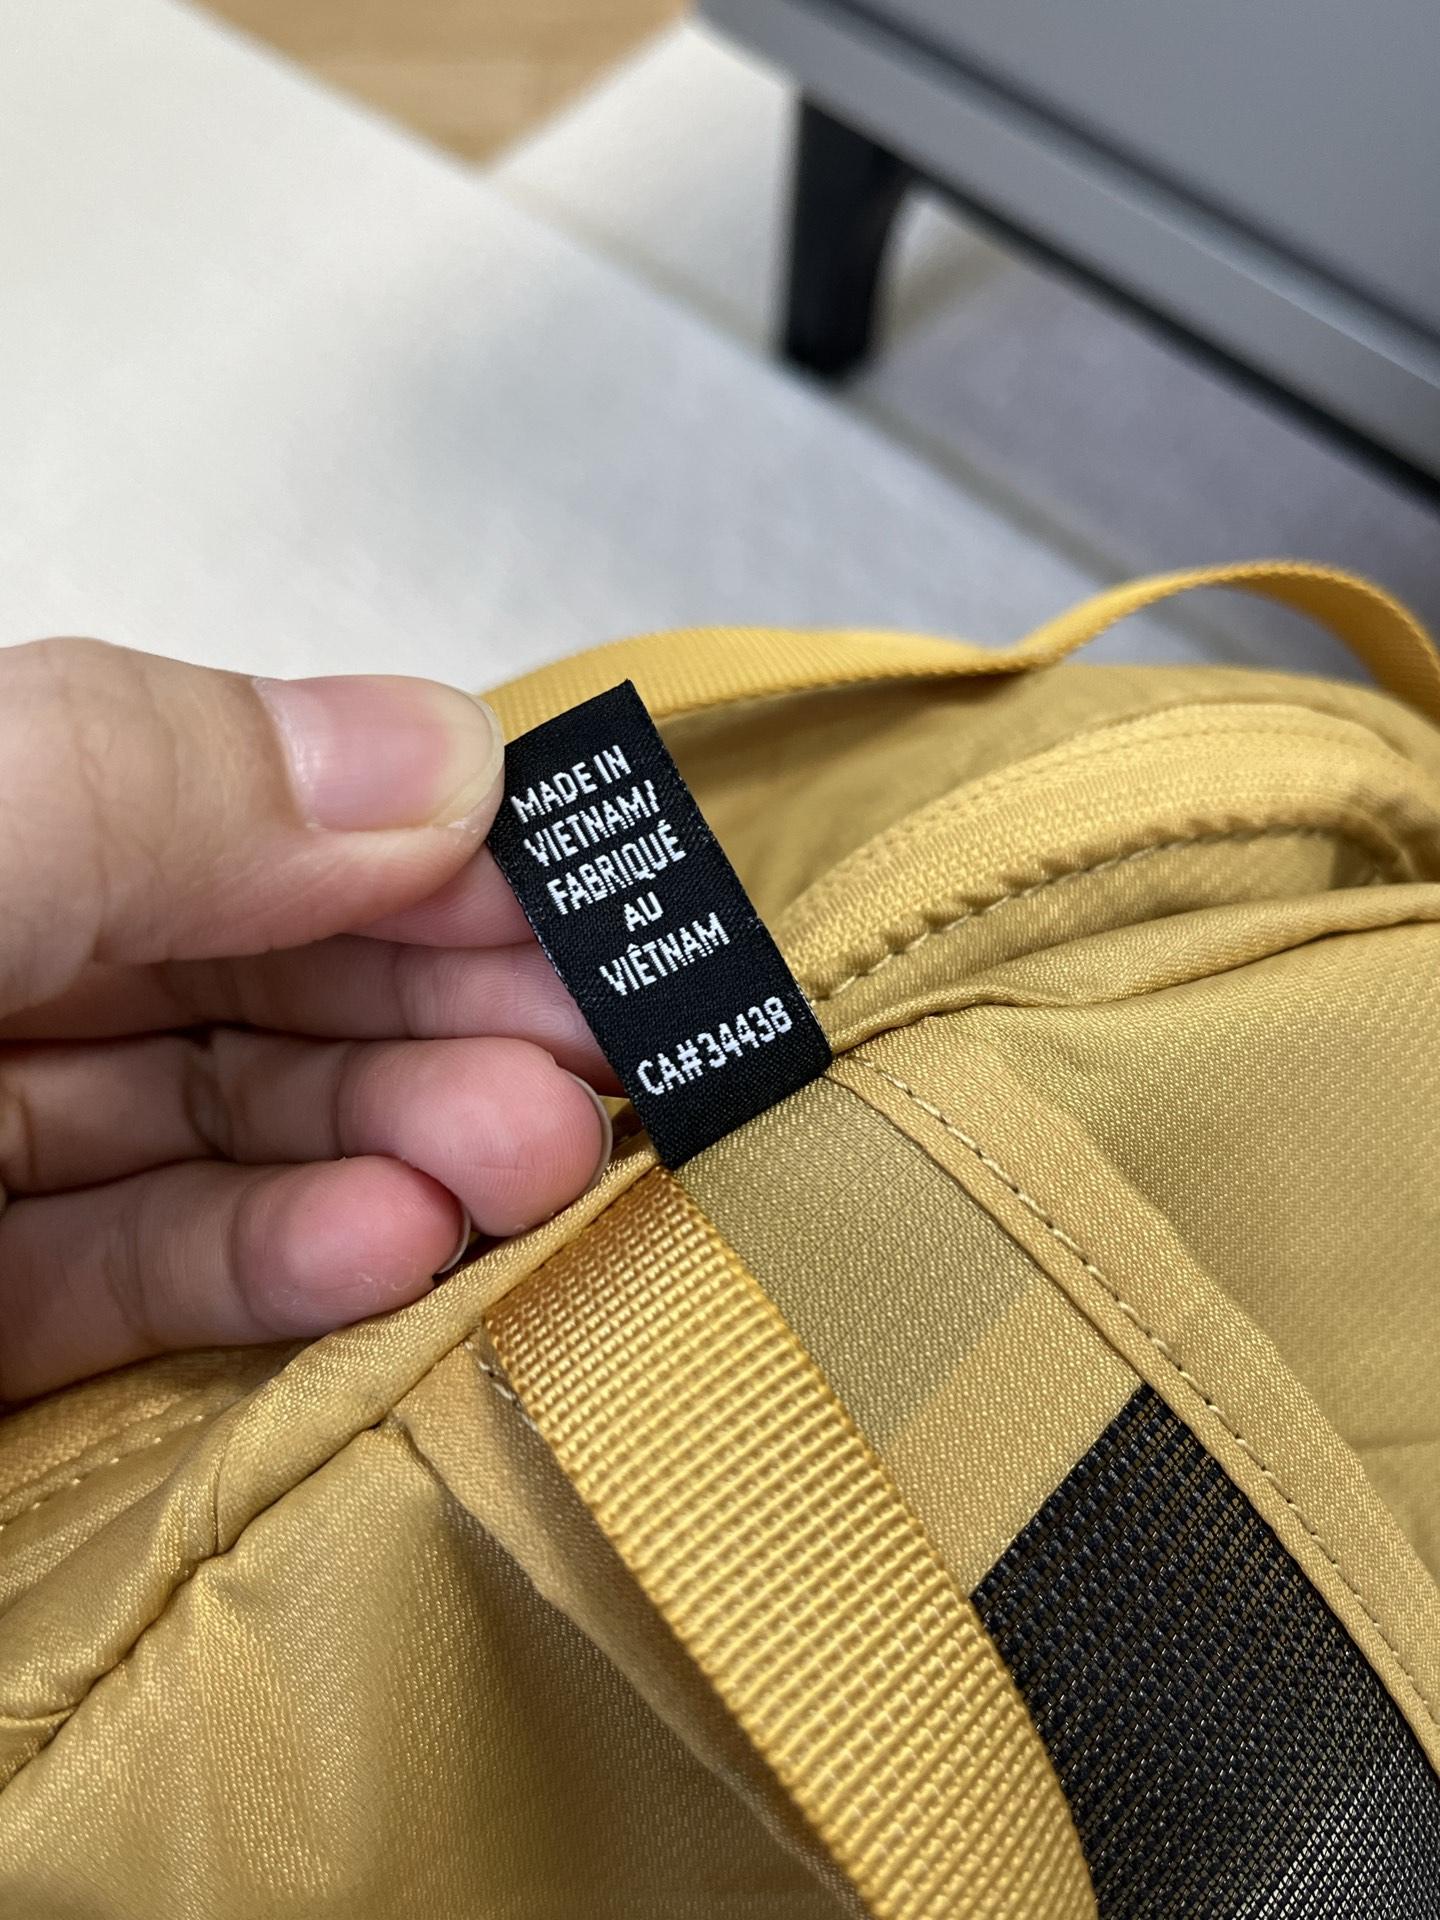 MADE IN
VIETNAM/
FABRIQUÉ
AU
VIÊTNAM
CA#34438